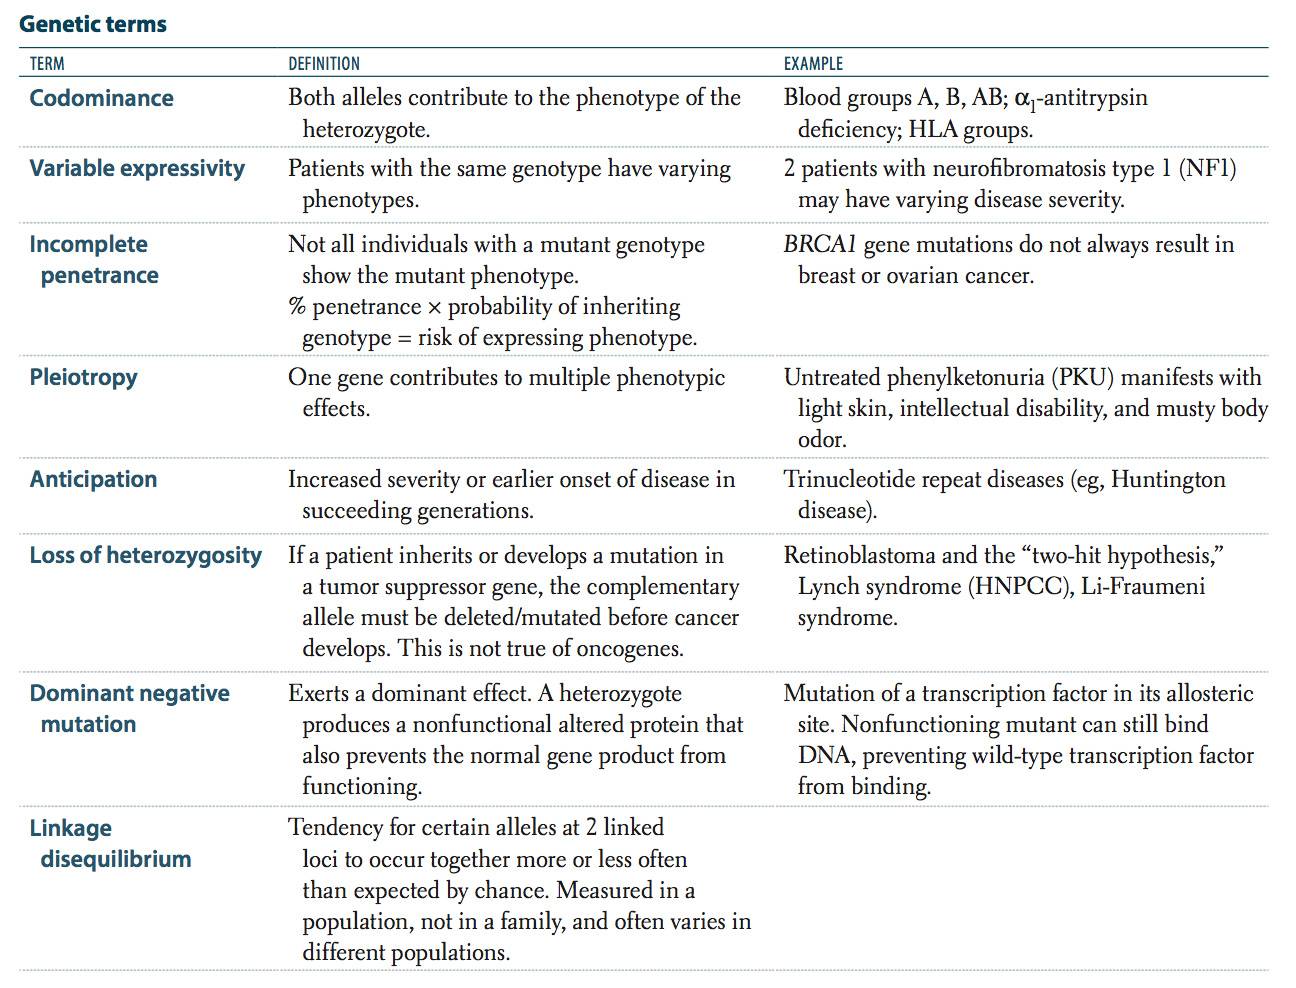 Genetic terms
TERM DEFINITION EXAMPLE
Codominance
Both alleles contribute to the phenotype of the
heterozygote.
Blood groups A, B, AB; α₁-antitrypsin
deficiency; HLA groups.
Variable expressivity
Patients with the same genotype have varying
phenotypes.
2 patients with neurofibromatosis type 1 (NF1)
may have varying disease severity.
Incomplete
penetrance
Not all individuals with a mutant genotype
show the mutant phenotype.
% penetrance × probability of inheriting
genotype = risk of expressing phenotype.
BRCA1 gene mutations do not always result in
breast or ovarian cancer.
Pleiotropy
One gene contributes to multiple phenotypic
effects.
Untreated phenylketonuria (PKU) manifests with
light skin, intellectual disability, and musty body
odor.
Anticipation
Increased severity or earlier onset of disease in
succeeding generations.
Trinucleotide repeat diseases (eg, Huntington
disease).
Loss of heterozygosity
If a patient inherits or develops a mutation in
a tumor suppressor gene, the complementary
allele must be deleted/mutated before cancer
develops. This is not true of oncogenes.
Retinoblastoma and the “two-hit hypothesis,”
Lynch syndrome (HNPCC), Li-Fraumeni
syndrome.
Dominant negative
mutation
Exerts a dominant effect. A heterozygote
produces a nonfunctional altered protein that
also prevents the normal gene product from
functioning.
Mutation of a transcription factor in its allosteric
site. Nonfunctioning mutant can still bind
DNA, preventing wild-type transcription factor
from binding.
Linkage
disequilibrium
Tendency for certain alleles at 2 linked
loci to occur together more or less often
than expected by chance. Measured in a
population, not in a family, and often varies in
different populations.